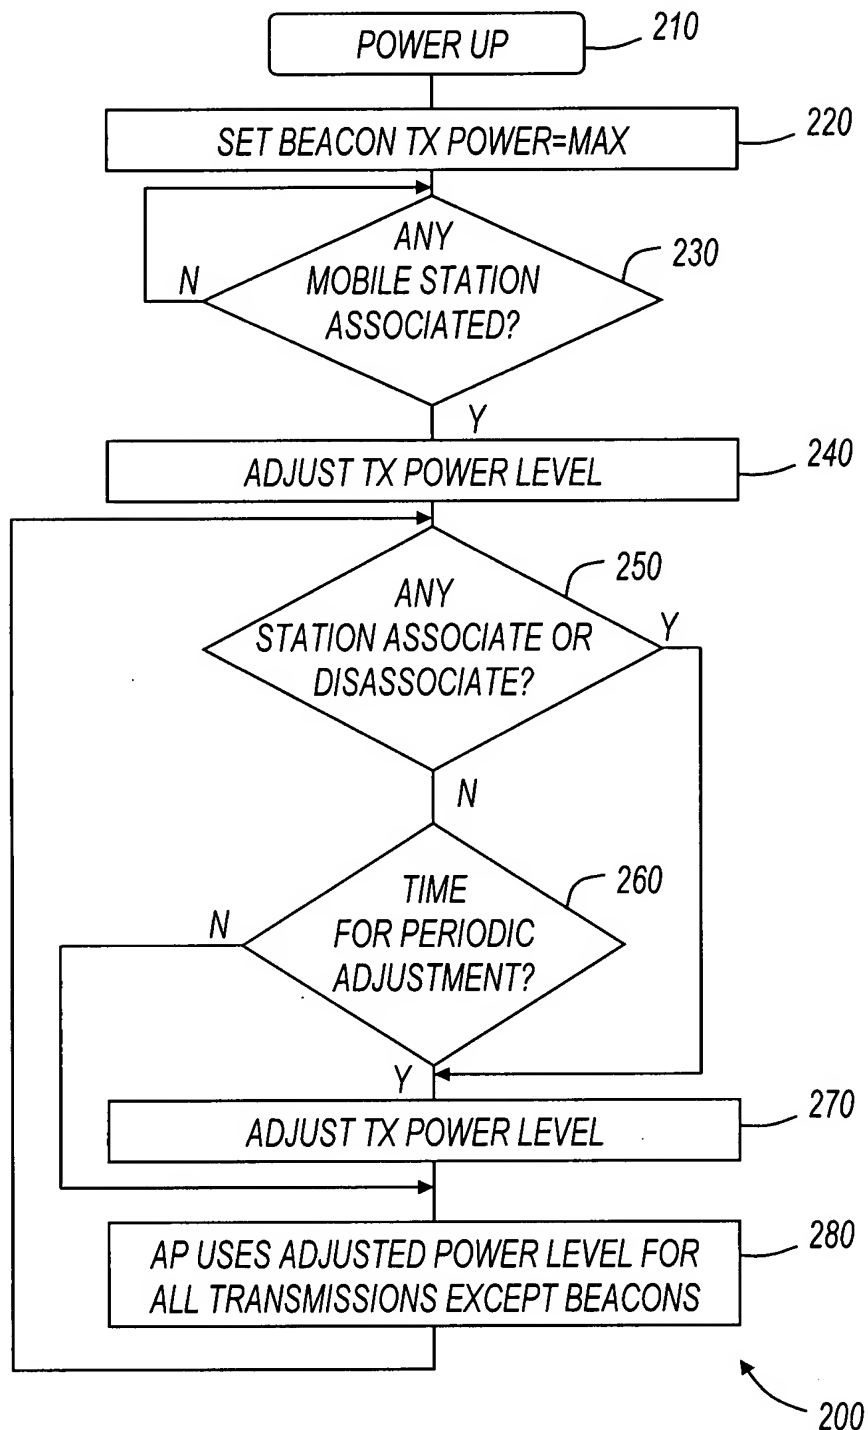 POWER UP
210
SET BEACON TX POWER=MAX
220
ANY
MOBILE STATION
ASSOCIATED?
230
N
Y
ADJUST TX POWER LEVEL
240
ANY
STATION ASSOCIATE OR
DISASSOCIATE?
250
Y
N
TIME
FOR PERIODIC
ADJUSTMENT?
260
N
Y
ADJUST TX POWER LEVEL
270
AP USES ADJUSTED POWER LEVEL FOR
ALL TRANSMISSIONS EXCEPT BEACONS
280
200